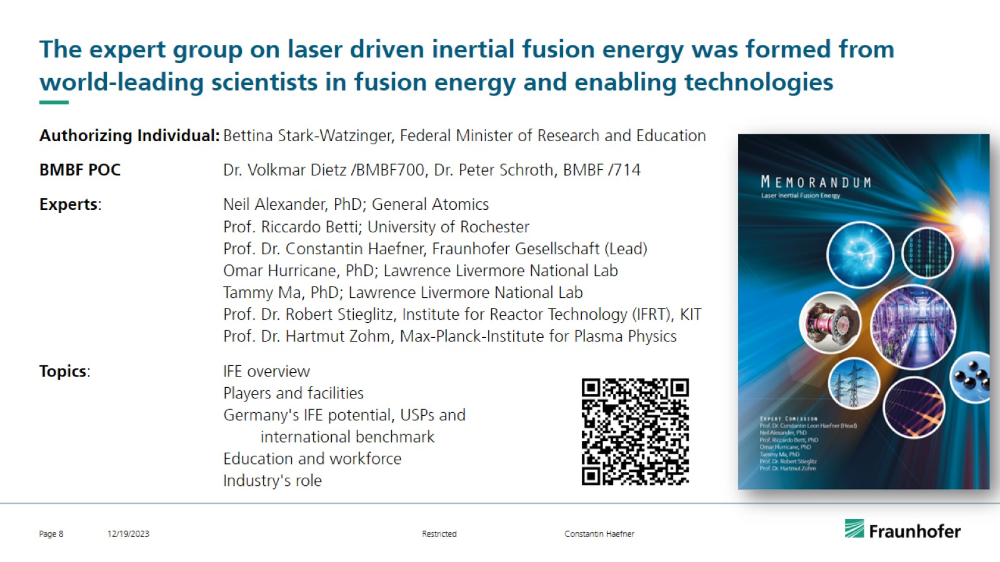 The expert group on laser driven inertial fusion energy was formed from
world-leading scientists in fusion energy and enabling technologies
Authorizing Individual: Bettina Stark-Watzinger, Federal Minister of Research and Education
BMBF POC Dr. Volkmar Dietz /BMBF700, Dr. Peter Schroth, BMBF /714
Experts: Neil Alexander, PhD; General Atomics
Prof. Riccardo Betti; University of Rochester
Prof. Dr. Constantin Haefner, Fraunhofer Gesellschaft (Lead)
Omar Hurricane, PhD; Lawrence Livermore National Lab
Tammy Ma, PhD; Lawrence Livermore National Lab
Prof. Dr. Robert Stieglitz, Institute for Reactor Technology (IFRT), KIT
Prof. Dr. Hartmut Zohm, Max-Planck-Institute for Plasma Physics
Topics: IFE overview
Players and facilities
Germany's IFE potential, USPs and
international benchmark
Education and workforce
Industry's role
MEMORANDUM
Laser Inertial Fusion Energy
EXPERT COMISSION
Prof. Dr. Constantin Leon Haefner (Head)
Neil Alexander, PhD
Prof. Riccardo Betti, PhD
Omar Hurricane, PhD
Tammy Ma, PhD
Prof. Dr. Robert Stieglitz
Prof. Dr. Hartmut Zohm
Page 8 12/19/2023 Restricted Constantin Haefner
Fraunhofer